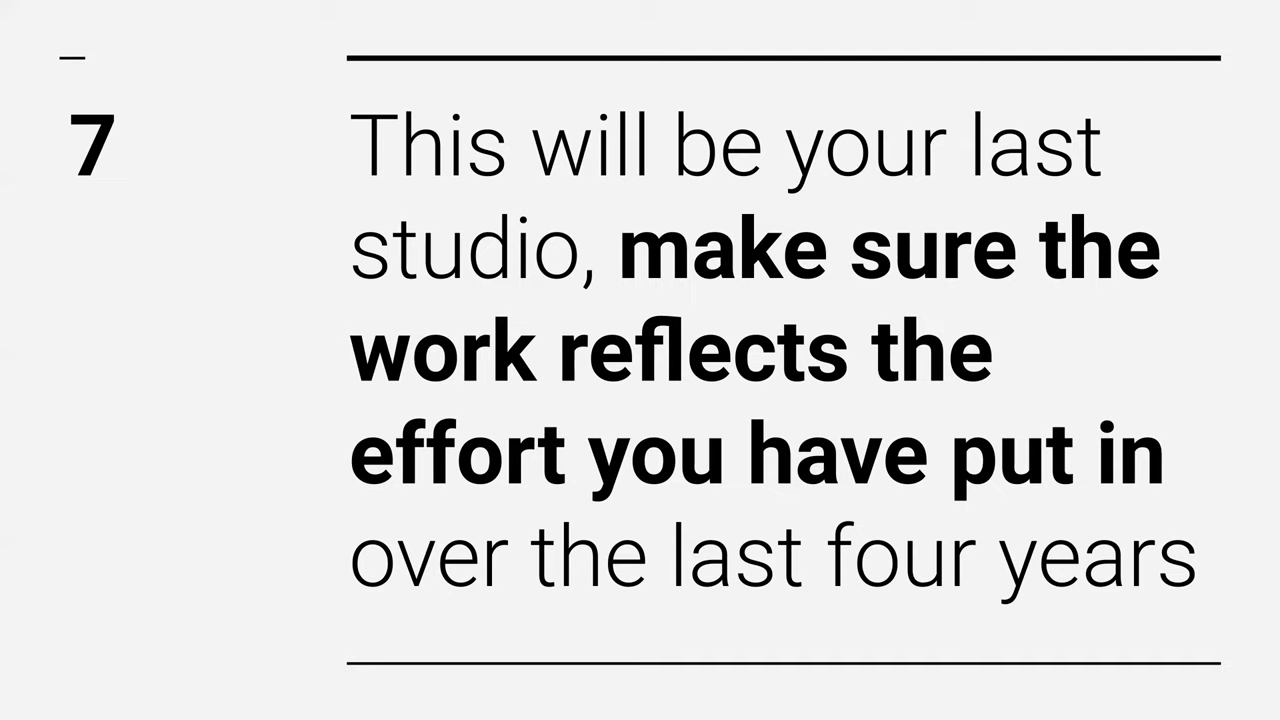 7
This will be your last
studio, make sure the
work reflects the
effort you have put in
over the last four years